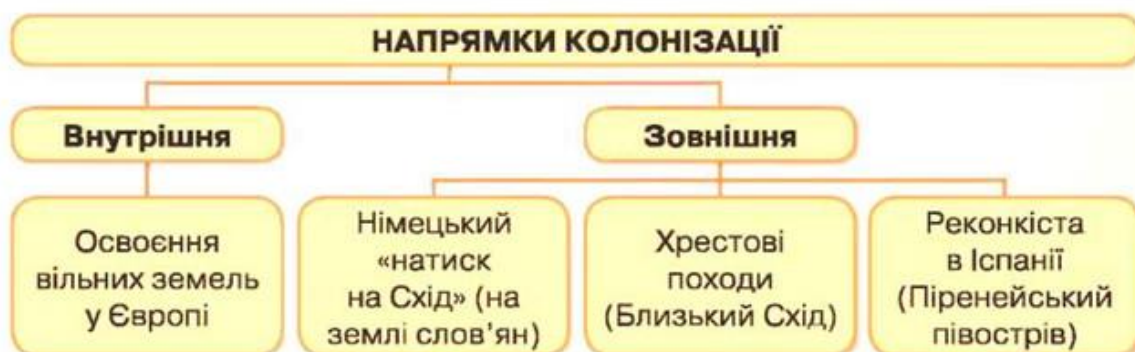 НАПРЯМКИ КОЛОНІЗАЦІЇ
Внутрішня
Зовнішня
Освоєння
вільних земель
у Європі
Німецький
«натиск
на Схід» (на
землі слов’ян)
Хрестові
походи
(Близький Схід)
Реконкіста
в Іспанії
(Піренейський
півострів)